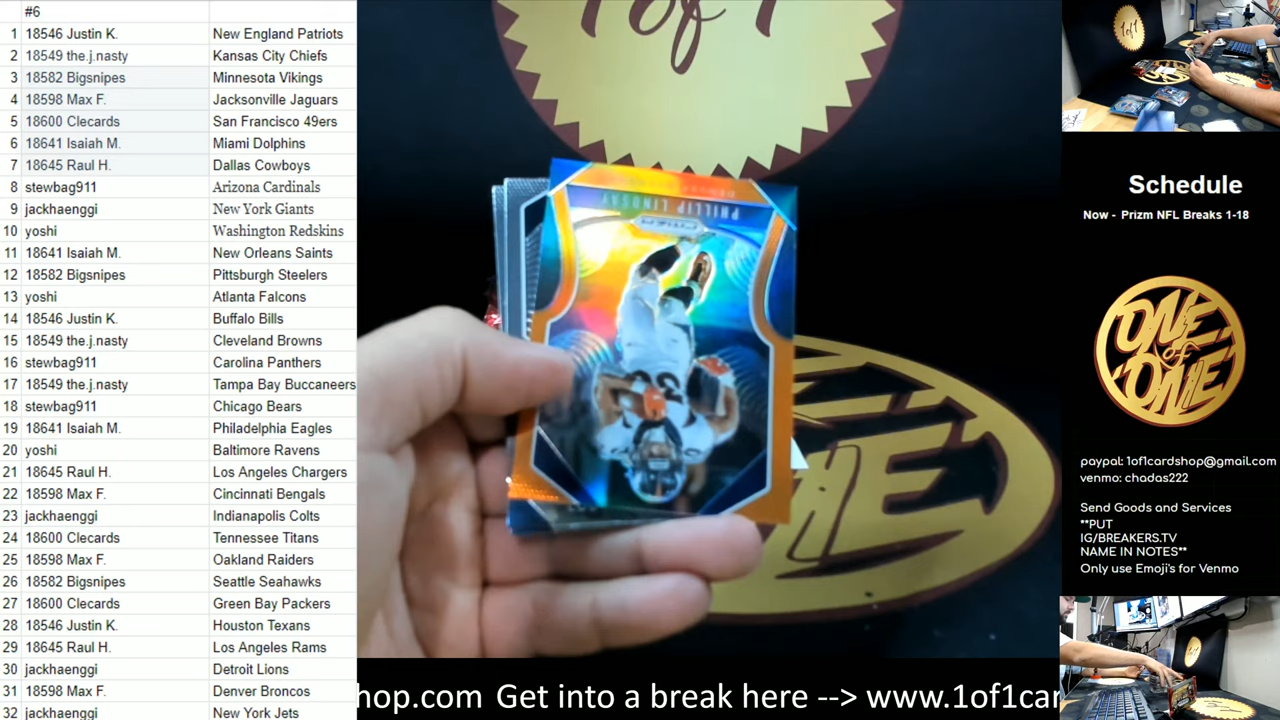 #6
1 18546 Justin K. New England Patriots
2 18549 the.j.nasty Kansas City Chiefs
3 18582 Bigsnipes Minnesota Vikings
4 18598 Max F. Jacksonville Jaguars
5 18600 Clecards San Francisco 49ers
6 18641 Isaiah M. Miami Dolphins
7 18645 Raul H. Dallas Cowboys
8 stewbag911 Arizona Cardinals
9 jackhaenggi New York Giants
10 yoshi Washington Redskins
11 18641 Isaiah M. New Orleans Saints
12 18582 Bigsnipes Pittsburgh Steelers
13 yoshi Atlanta Falcons
14 18546 Justin K. Buffalo Bills
15 18549 the.j.nasty Cleveland Browns
16 stewbag911 Carolina Panthers
17 18549 the.j.nasty Tampa Bay Buccaneers
18 stewbag911 Chicago Bears
19 18641 Isaiah M. Philadelphia Eagles
20 yoshi Baltimore Ravens
21 18645 Raul H. Los Angeles Chargers
22 18598 Max F. Cincinnati Bengals
23 jackhaenggi Indianapolis Colts
24 18600 Clecards Tennessee Titans
25 18598 Max F. Oakland Raiders
26 18582 Bigsnipes Seattle Seahawks
27 18600 Clecards Green Bay Packers
28 18546 Justin K. Houston Texans
29 18645 Raul H. Los Angeles Rams
30 jackhaenggi Detroit Lions
31 18598 Max F. Denver Broncos
32 jackhaenggi New York Jets
1of1
PHILLIP LINDSAY
PRIZM
ONE
HE
hop.com Get into a break here --> www.1of1car
1of1
Schedule
Now - Prizm NFL Breaks 1-18
ONE
of
ONE
paypal: 1of1cardshop@gmail.com
venmo: chadas222
Send Goods and Services
**PUT
IG/BREAKERS.TV
NAME IN NOTES**
Only use Emoji's for Venmo